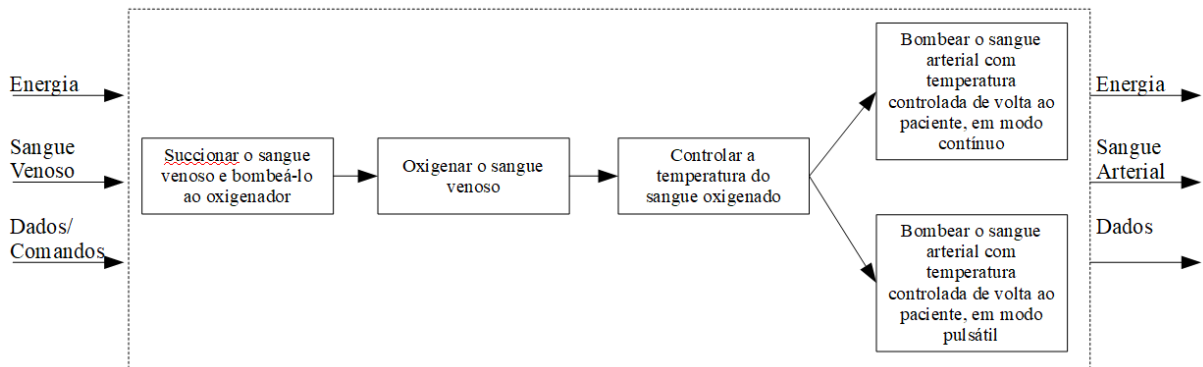 Energia
Sangue
Venoso
Dados/
Comandos
Succionar o sangue
venoso e bombeá-lo
ao oxigenador
Oxigenar o sangue
venoso
Controlar a
temperatura do
sangue oxigenado
Bombear o sangue
arterial com
temperatura
controlada de volta ao
paciente, em modo
contínuo
Bombear o sangue
arterial com
temperatura
controlada de volta ao
paciente, em modo
pulsátil
Energia
Sangue
Arterial
Dados